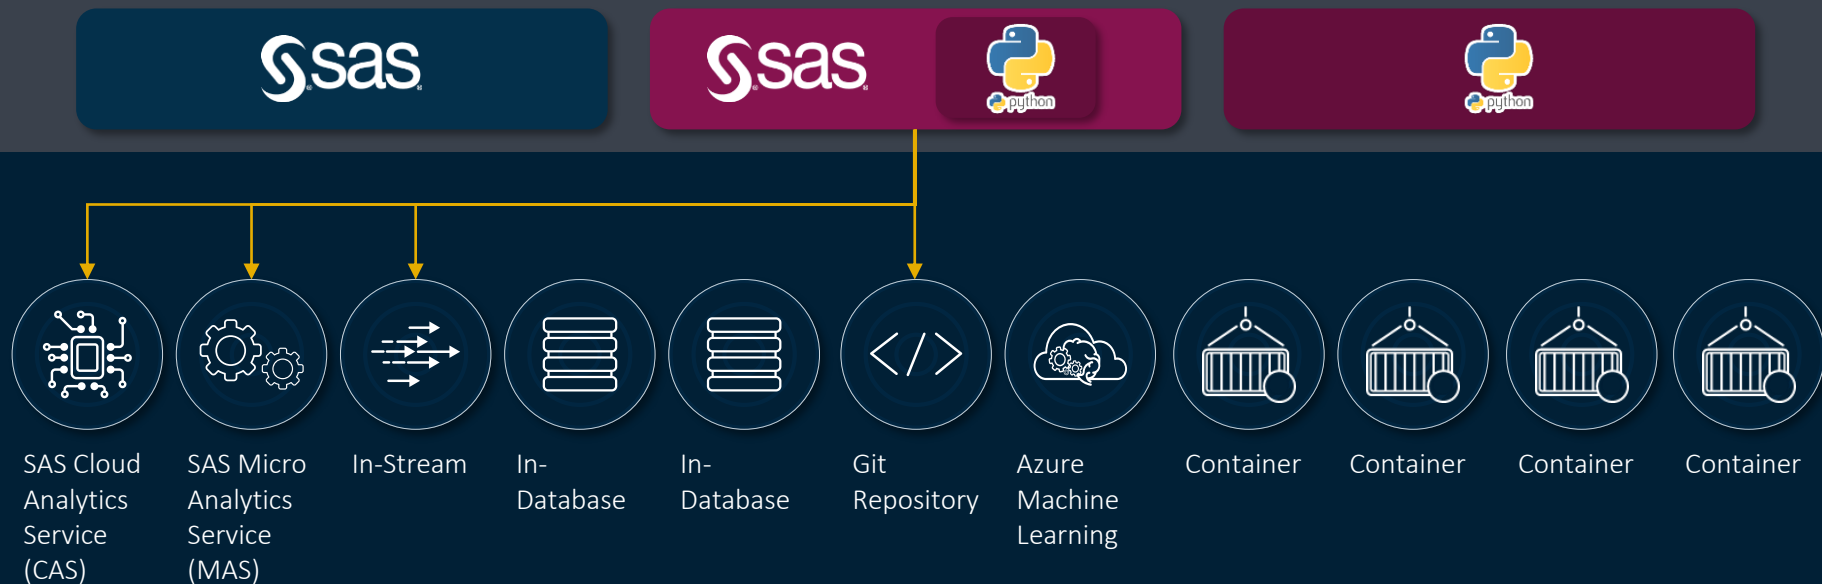 sas
sas
python
python
SAS Cloud
Analytics
Service
(CAS)
SAS Micro
Analytics
Service
(MAS)
In-Stream
In-
Database
In-
Database
Git
Repository
Azure
Machine
Learning
Container
Container
Container
Container